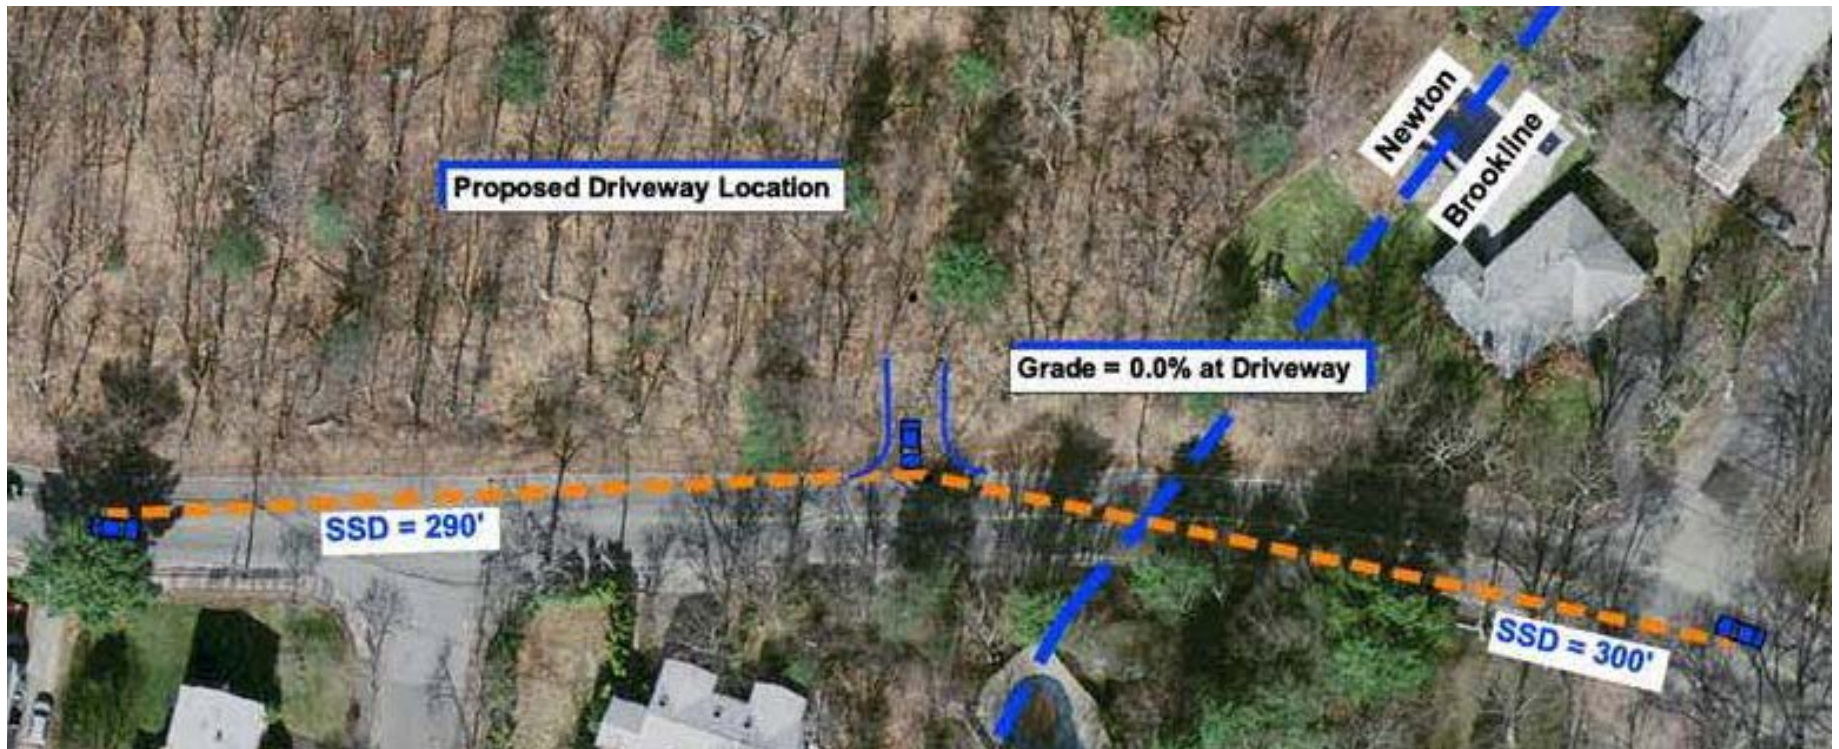 Newton
Brookline
Proposed Driveway Location
Grade = 0.0% at Driveway
SSD = 290'
SSD = 300'